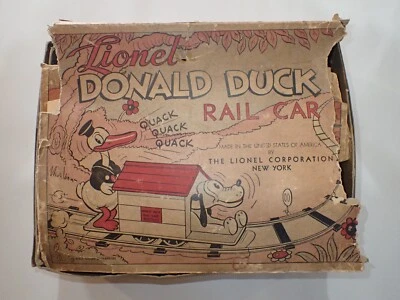 Lionel
DONALD DUCK
RAIL CAR
QUACK
QUACK
QUACK
MADE IN THE UNITED STATES OF AMERICA
BY
THE LIONEL CORPORATION
NEW YORK